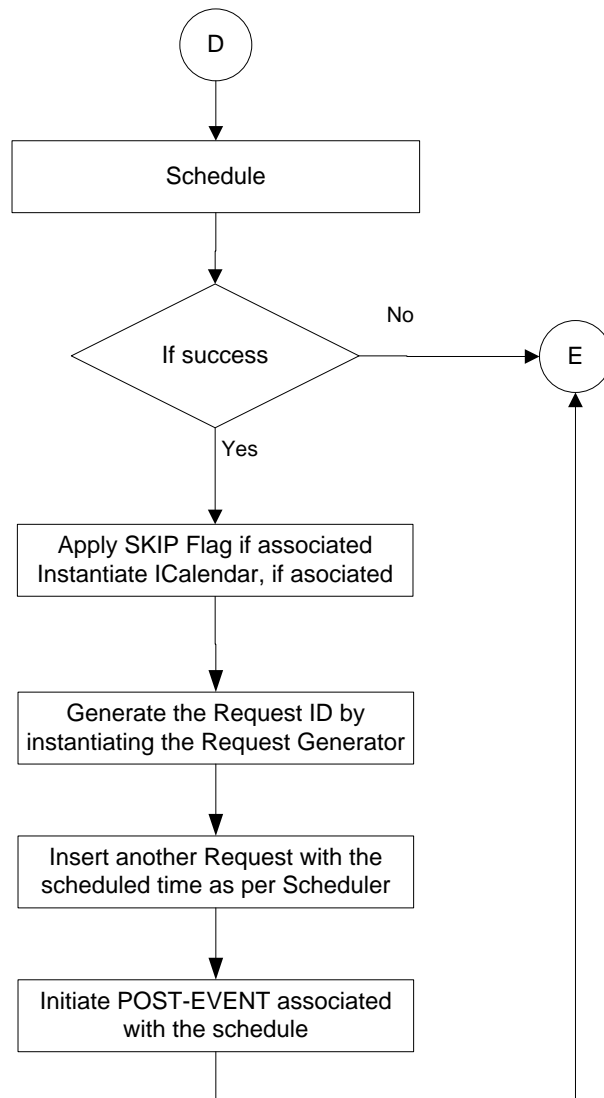 D
Schedule
If success
No
E
Yes
Apply SKIP Flag if associated
Instantiate ICalendar, if asociated
Generate the Request ID by
instantiating the Request Generator
Insert another Request with the
scheduled time as per Scheduler
Initiate POST-EVENT associated
with the schedule